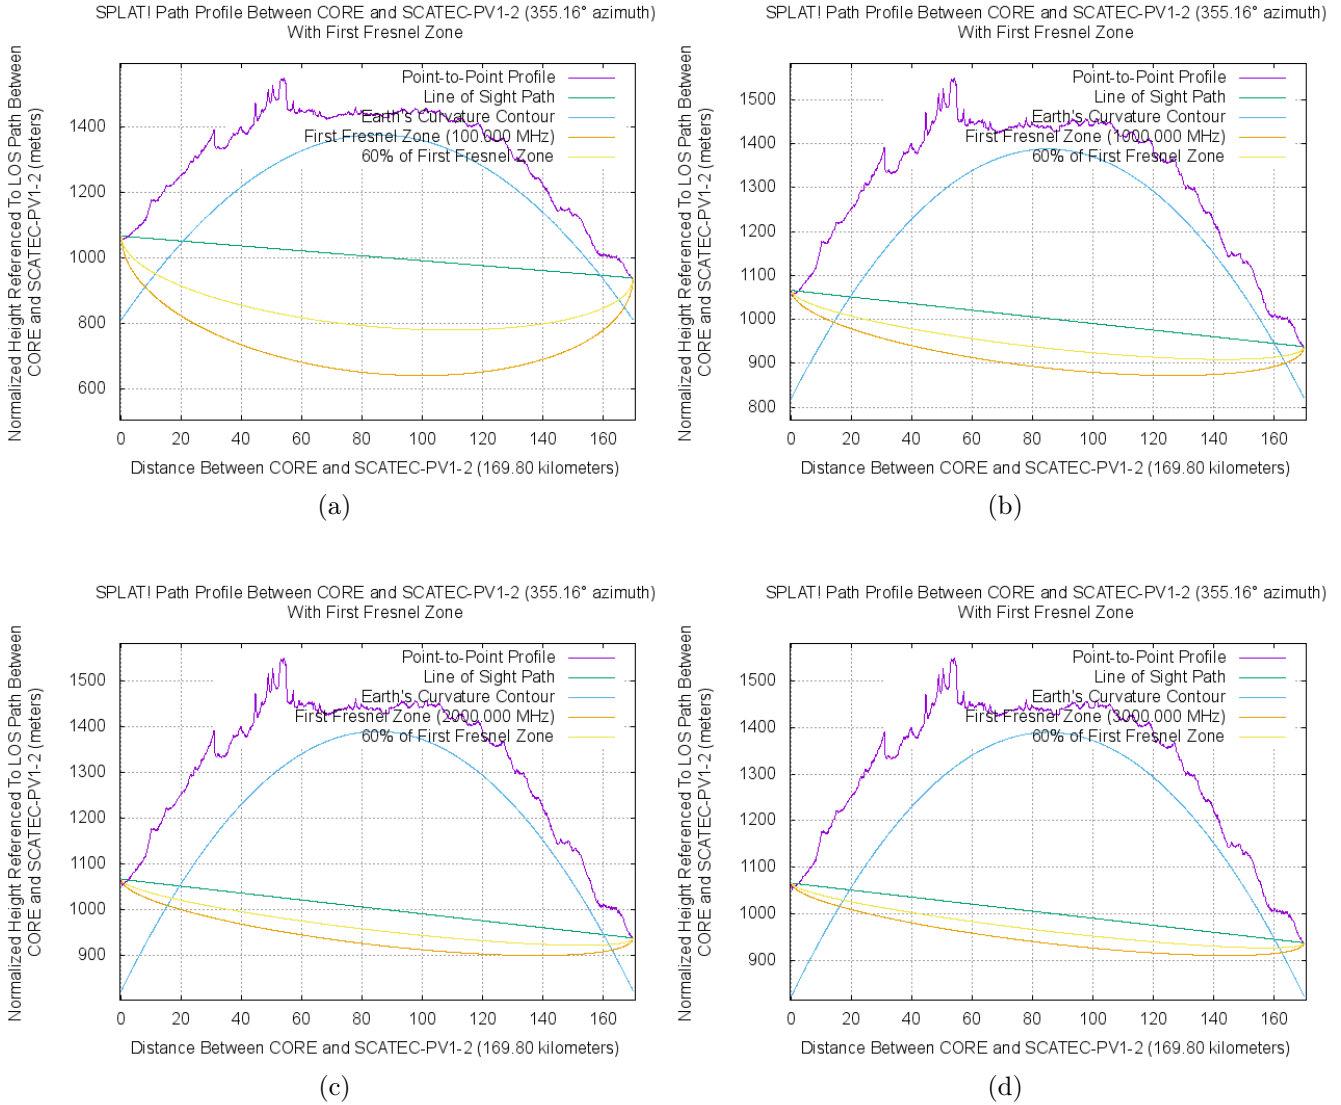 SPLAT! Path Profile Between CORE and SCATEC-PV1-2 (355.16° azimuth)
With First Fresnel Zone
Normalized Height Referenced To LOS Path Between
CORE and SCATEC-PV1-2 (meters)
Point-to-Point Profile
Line of Sight Path
Earth's Curvature Contour
First Fresnel Zone (100.000 MHz)
60% of First Fresnel Zone
1400
1200
1000
800
600
0 20 40 60 80 100 120 140 160
Distance Between CORE and SCATEC-PV1-2 (169.80 kilometers)
(a)
SPLAT! Path Profile Between CORE and SCATEC-PV1-2 (355.16° azimuth)
With First Fresnel Zone
Normalized Height Referenced To LOS Path Between
CORE and SCATEC-PV1-2 (meters)
Point-to-Point Profile
Line of Sight Path
Earth's Curvature Contour
First Fresnel Zone (1000.000 MHz)
60% of First Fresnel Zone
1500
1400
1300
1200
1100
1000
900
800
0 20 40 60 80 100 120 140 160
Distance Between CORE and SCATEC-PV1-2 (169.80 kilometers)
(b)
SPLAT! Path Profile Between CORE and SCATEC-PV1-2 (355.16° azimuth)
With First Fresnel Zone
Normalized Height Referenced To LOS Path Between
CORE and SCATEC-PV1-2 (meters)
Point-to-Point Profile
Line of Sight Path
Earth's Curvature Contour
First Fresnel Zone (2000.000 MHz)
60% of First Fresnel Zone
1500
1400
1300
1200
1100
1000
900
0 20 40 60 80 100 120 140 160
Distance Between CORE and SCATEC-PV1-2 (169.80 kilometers)
(c)
SPLAT! Path Profile Between CORE and SCATEC-PV1-2 (355.16° azimuth)
With First Fresnel Zone
Normalized Height Referenced To LOS Path Between
CORE and SCATEC-PV1-2 (meters)
Point-to-Point Profile
Line of Sight Path
Earth's Curvature Contour
First Fresnel Zone (3000.000 MHz)
60% of First Fresnel Zone
1500
1400
1300
1200
1100
1000
900
0 20 40 60 80 100 120 140 160
Distance Between CORE and SCATEC-PV1-2 (169.80 kilometers)
(d)